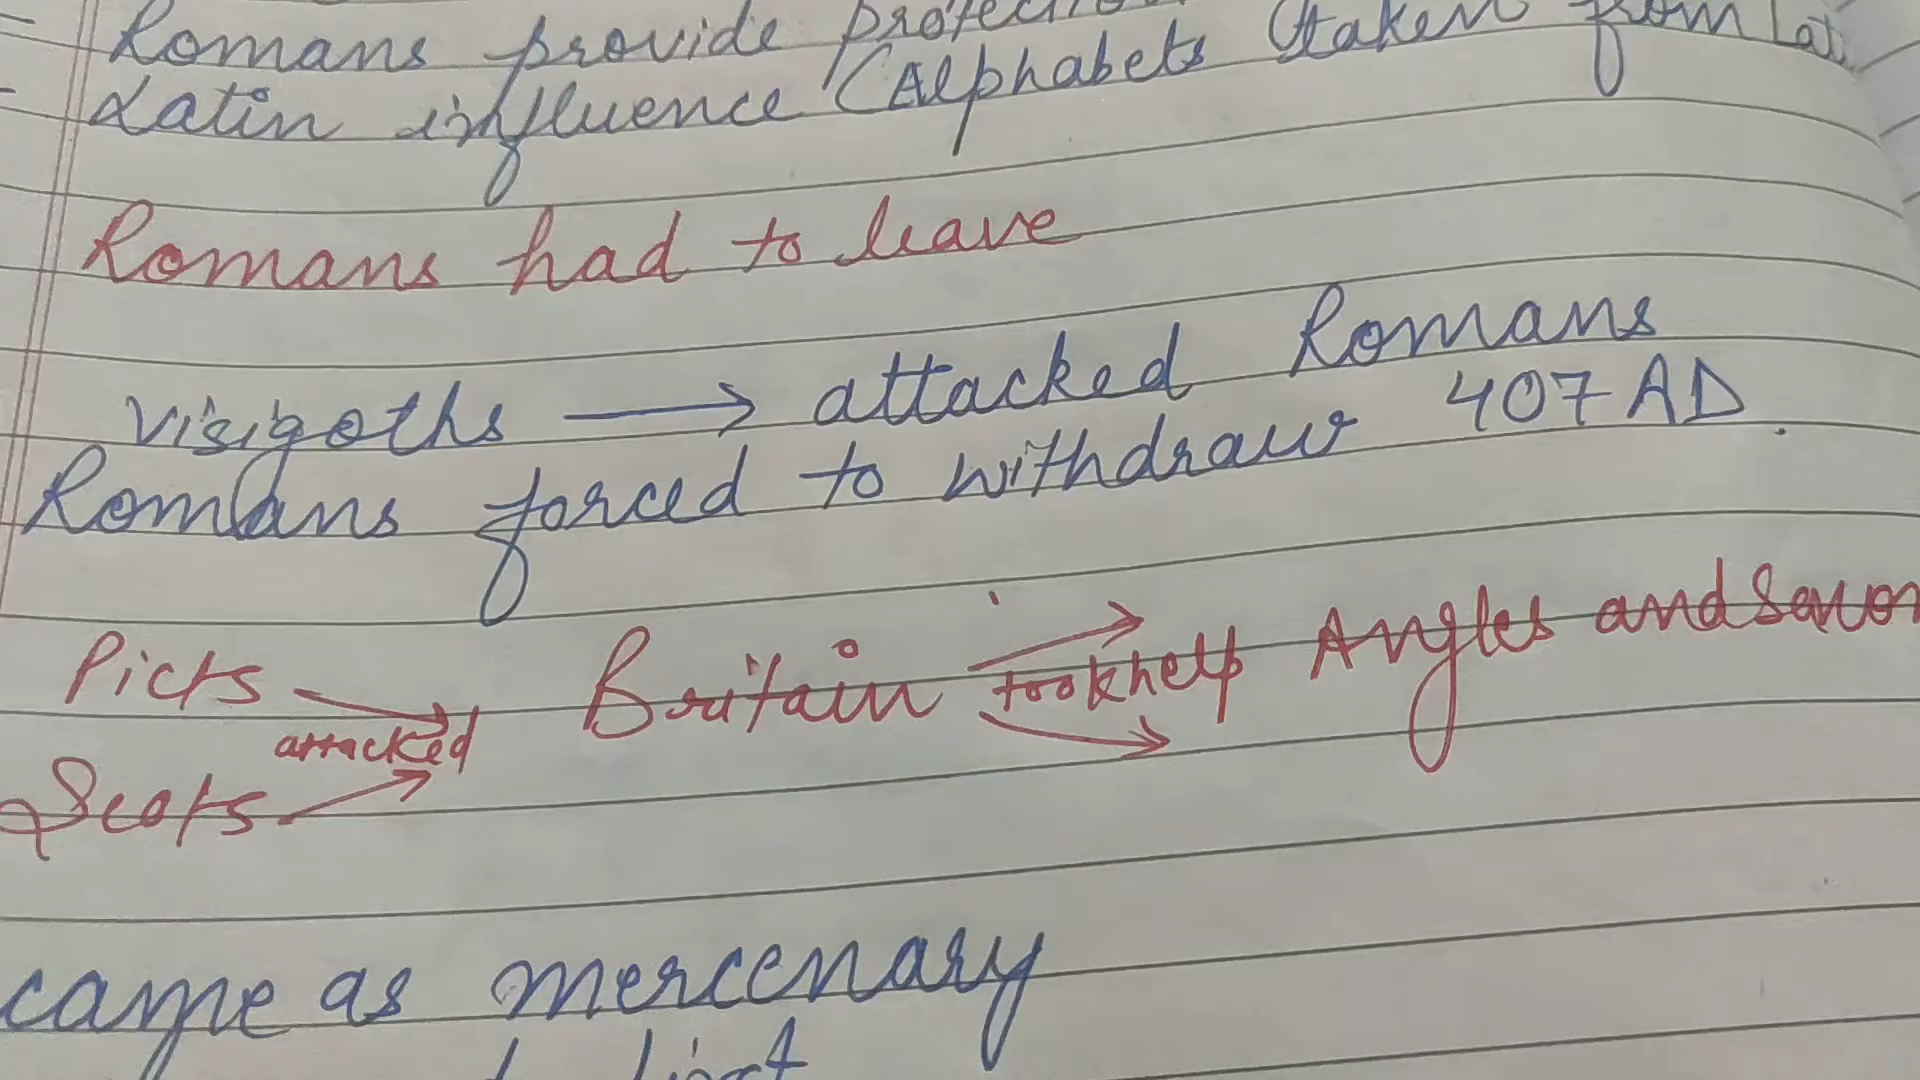 Romans provide
Latin influence (Alphabets taken from Lat
Romans had to leave
Visigoths → attacked Romans
Romans forced to withdraw 407 AD.
Picts → Britain → took help Angles and Saxon
attacked
Scots
came as mercenary